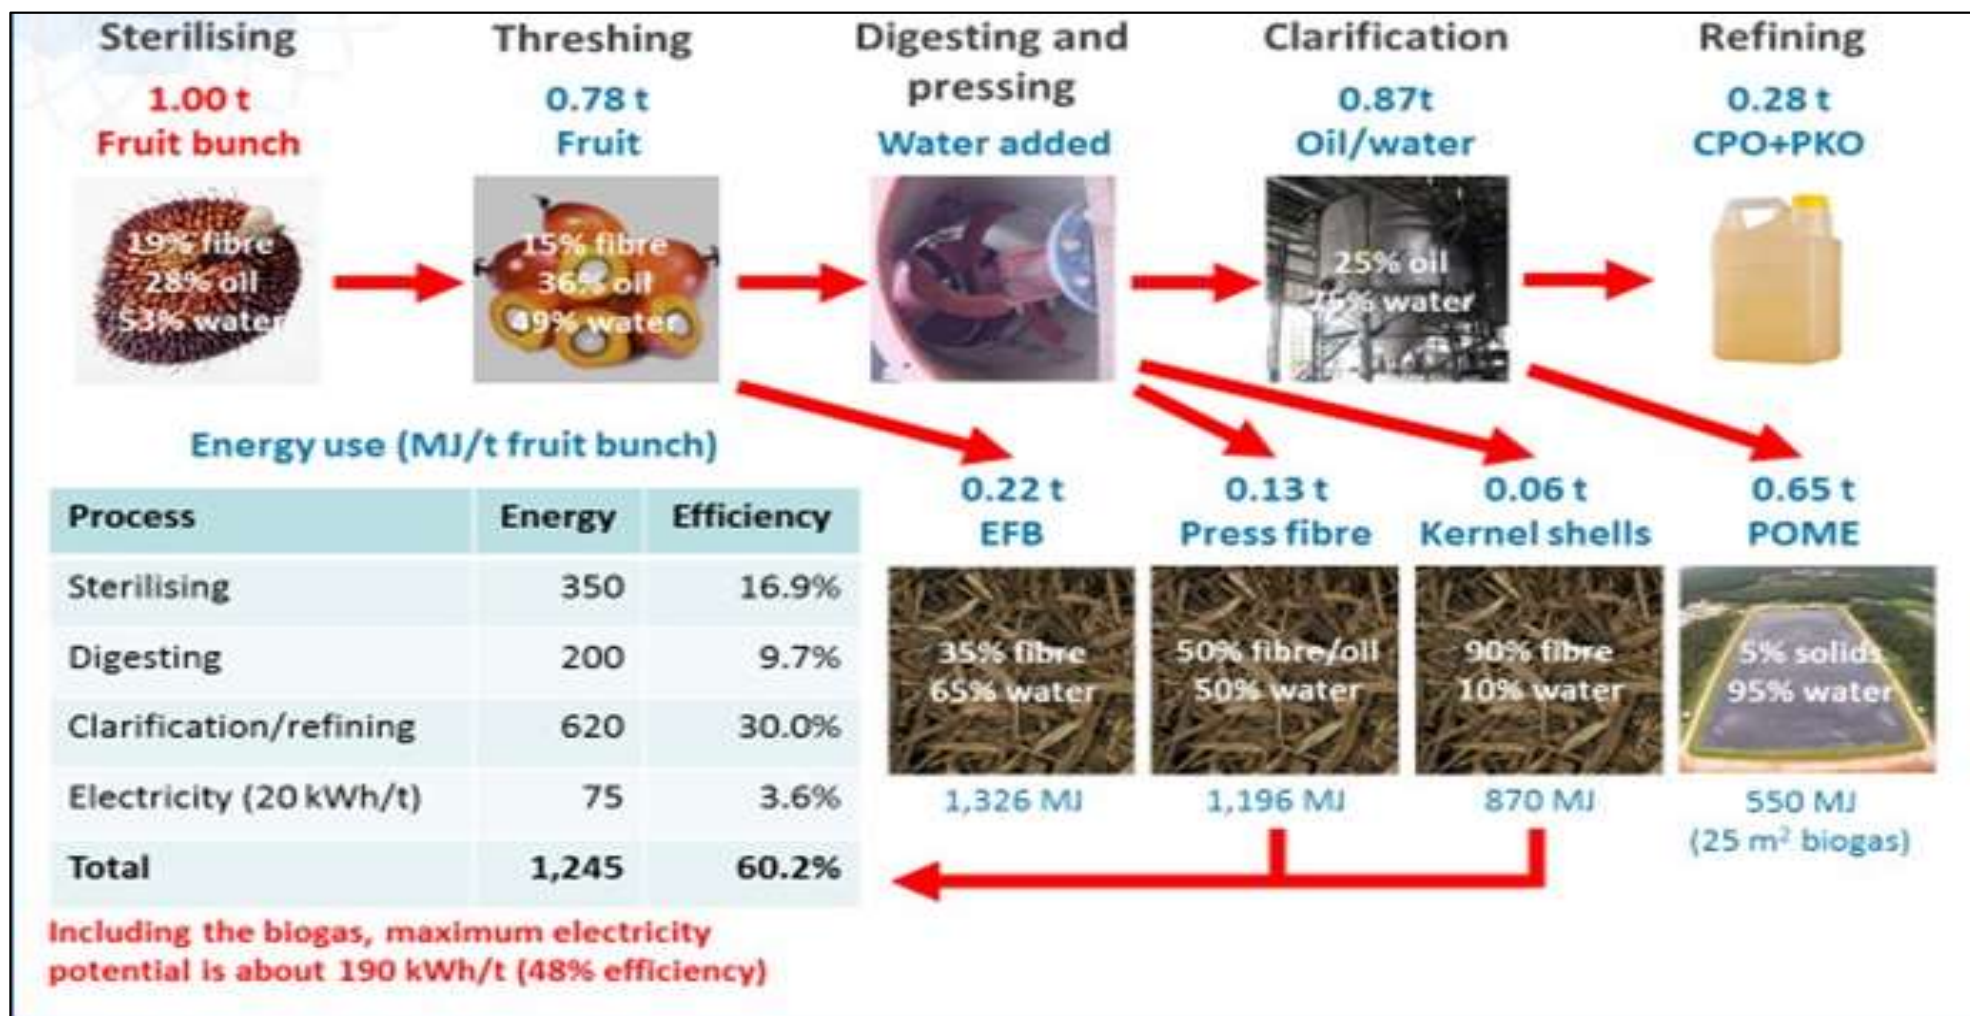 Sterilising
1.00 t
Fruit bunch
19% fibre
28% oil
53% water
Threshing
0.78 t
Fruit
15% fibre
36% oil
49% water
Digesting and
pressing
Water added
Clarification
0.87t
Oil/water
25% oil
75% water
Refining
0.28 t
CPO+PKO
Energy use (MJ/t fruit bunch)
Process Energy Efficiency
Sterilising 350 16.9%
Digesting 200 9.7%
Clarification/refining 620 30.0%
Electricity (20 kWh/t) 75 3.6%
Total 1,245 60.2%
0.22 t
EFB
35% fibre
65% water
1,326 MJ
0.13 t
Press fibre
50% fibre/oil
50% water
1,196 MJ
0.06 t
Kernel shells
90% fibre
10% water
870 MJ
0.65 t
POME
5% solids
95% water
550 MJ
(25 m² biogas)
Including the biogas, maximum electricity
potential is about 190 kWh/t (48% efficiency)